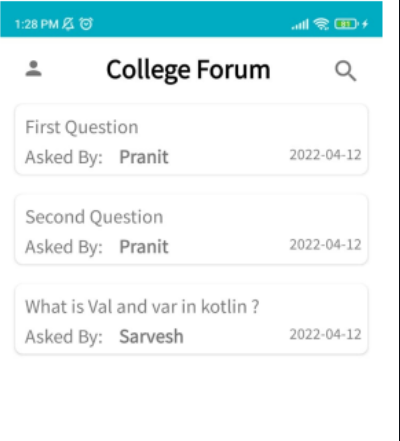 1:28 PM 81
College Forum
First Question
Asked By: Pranit 2022-04-12
Second Question
Asked By: Pranit 2022-04-12
What is Val and var in kotlin ?
Asked By: Sarvesh 2022-04-12